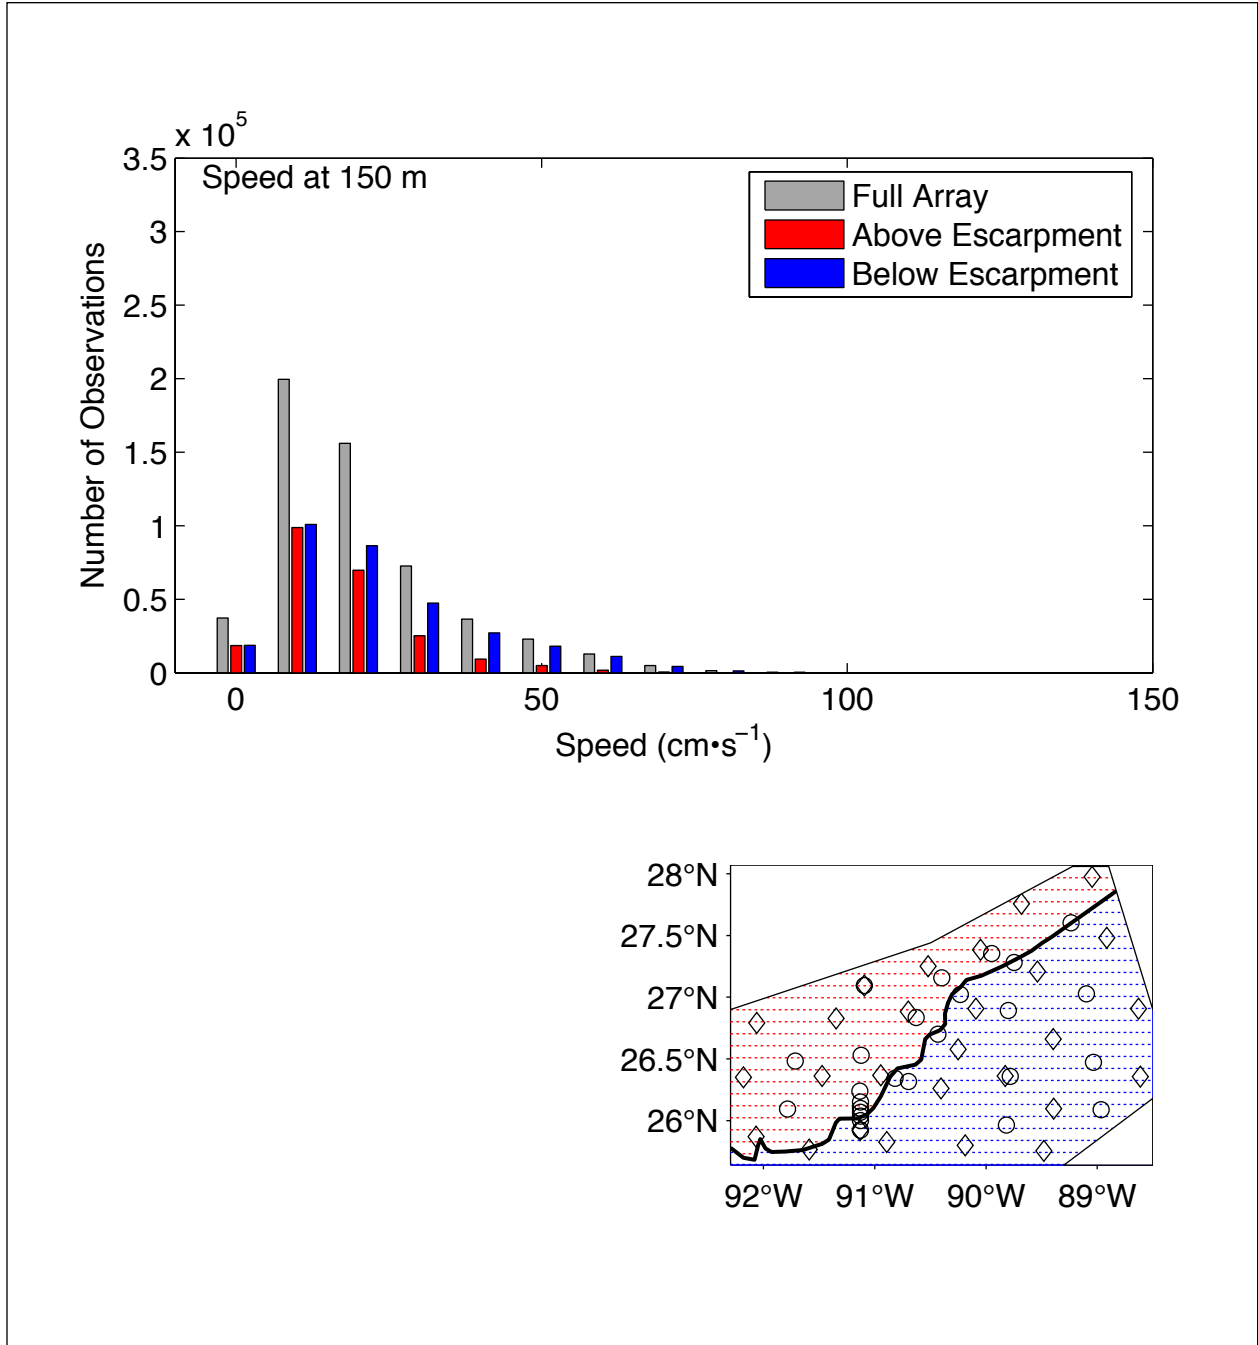 x 10^5
3.5
3
2.5
2
1.5
1
0.5
0
Number of Observations
Speed at 150 m
Full Array
Above Escarpment
Below Escarpment
0 50 100 150
Speed (cm•s⁻¹)
28°N
27.5°N
27°N
26.5°N
26°N
92°W 91°W 90°W 89°W